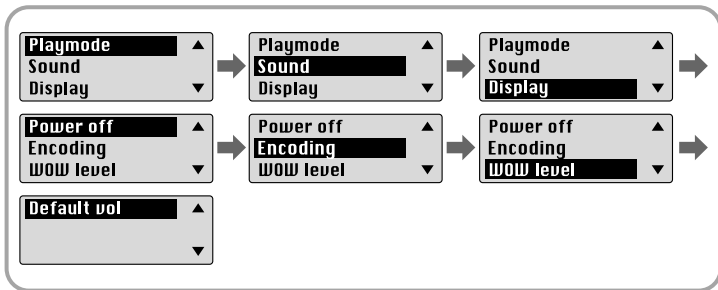 Playmode
Sound
Display
Playmode
Sound
Display
Playmode
Sound
Display
Power off
Encoding
WOW level
Power off
Encoding
WOW level
Power off
Encoding
WOW level
Default vol